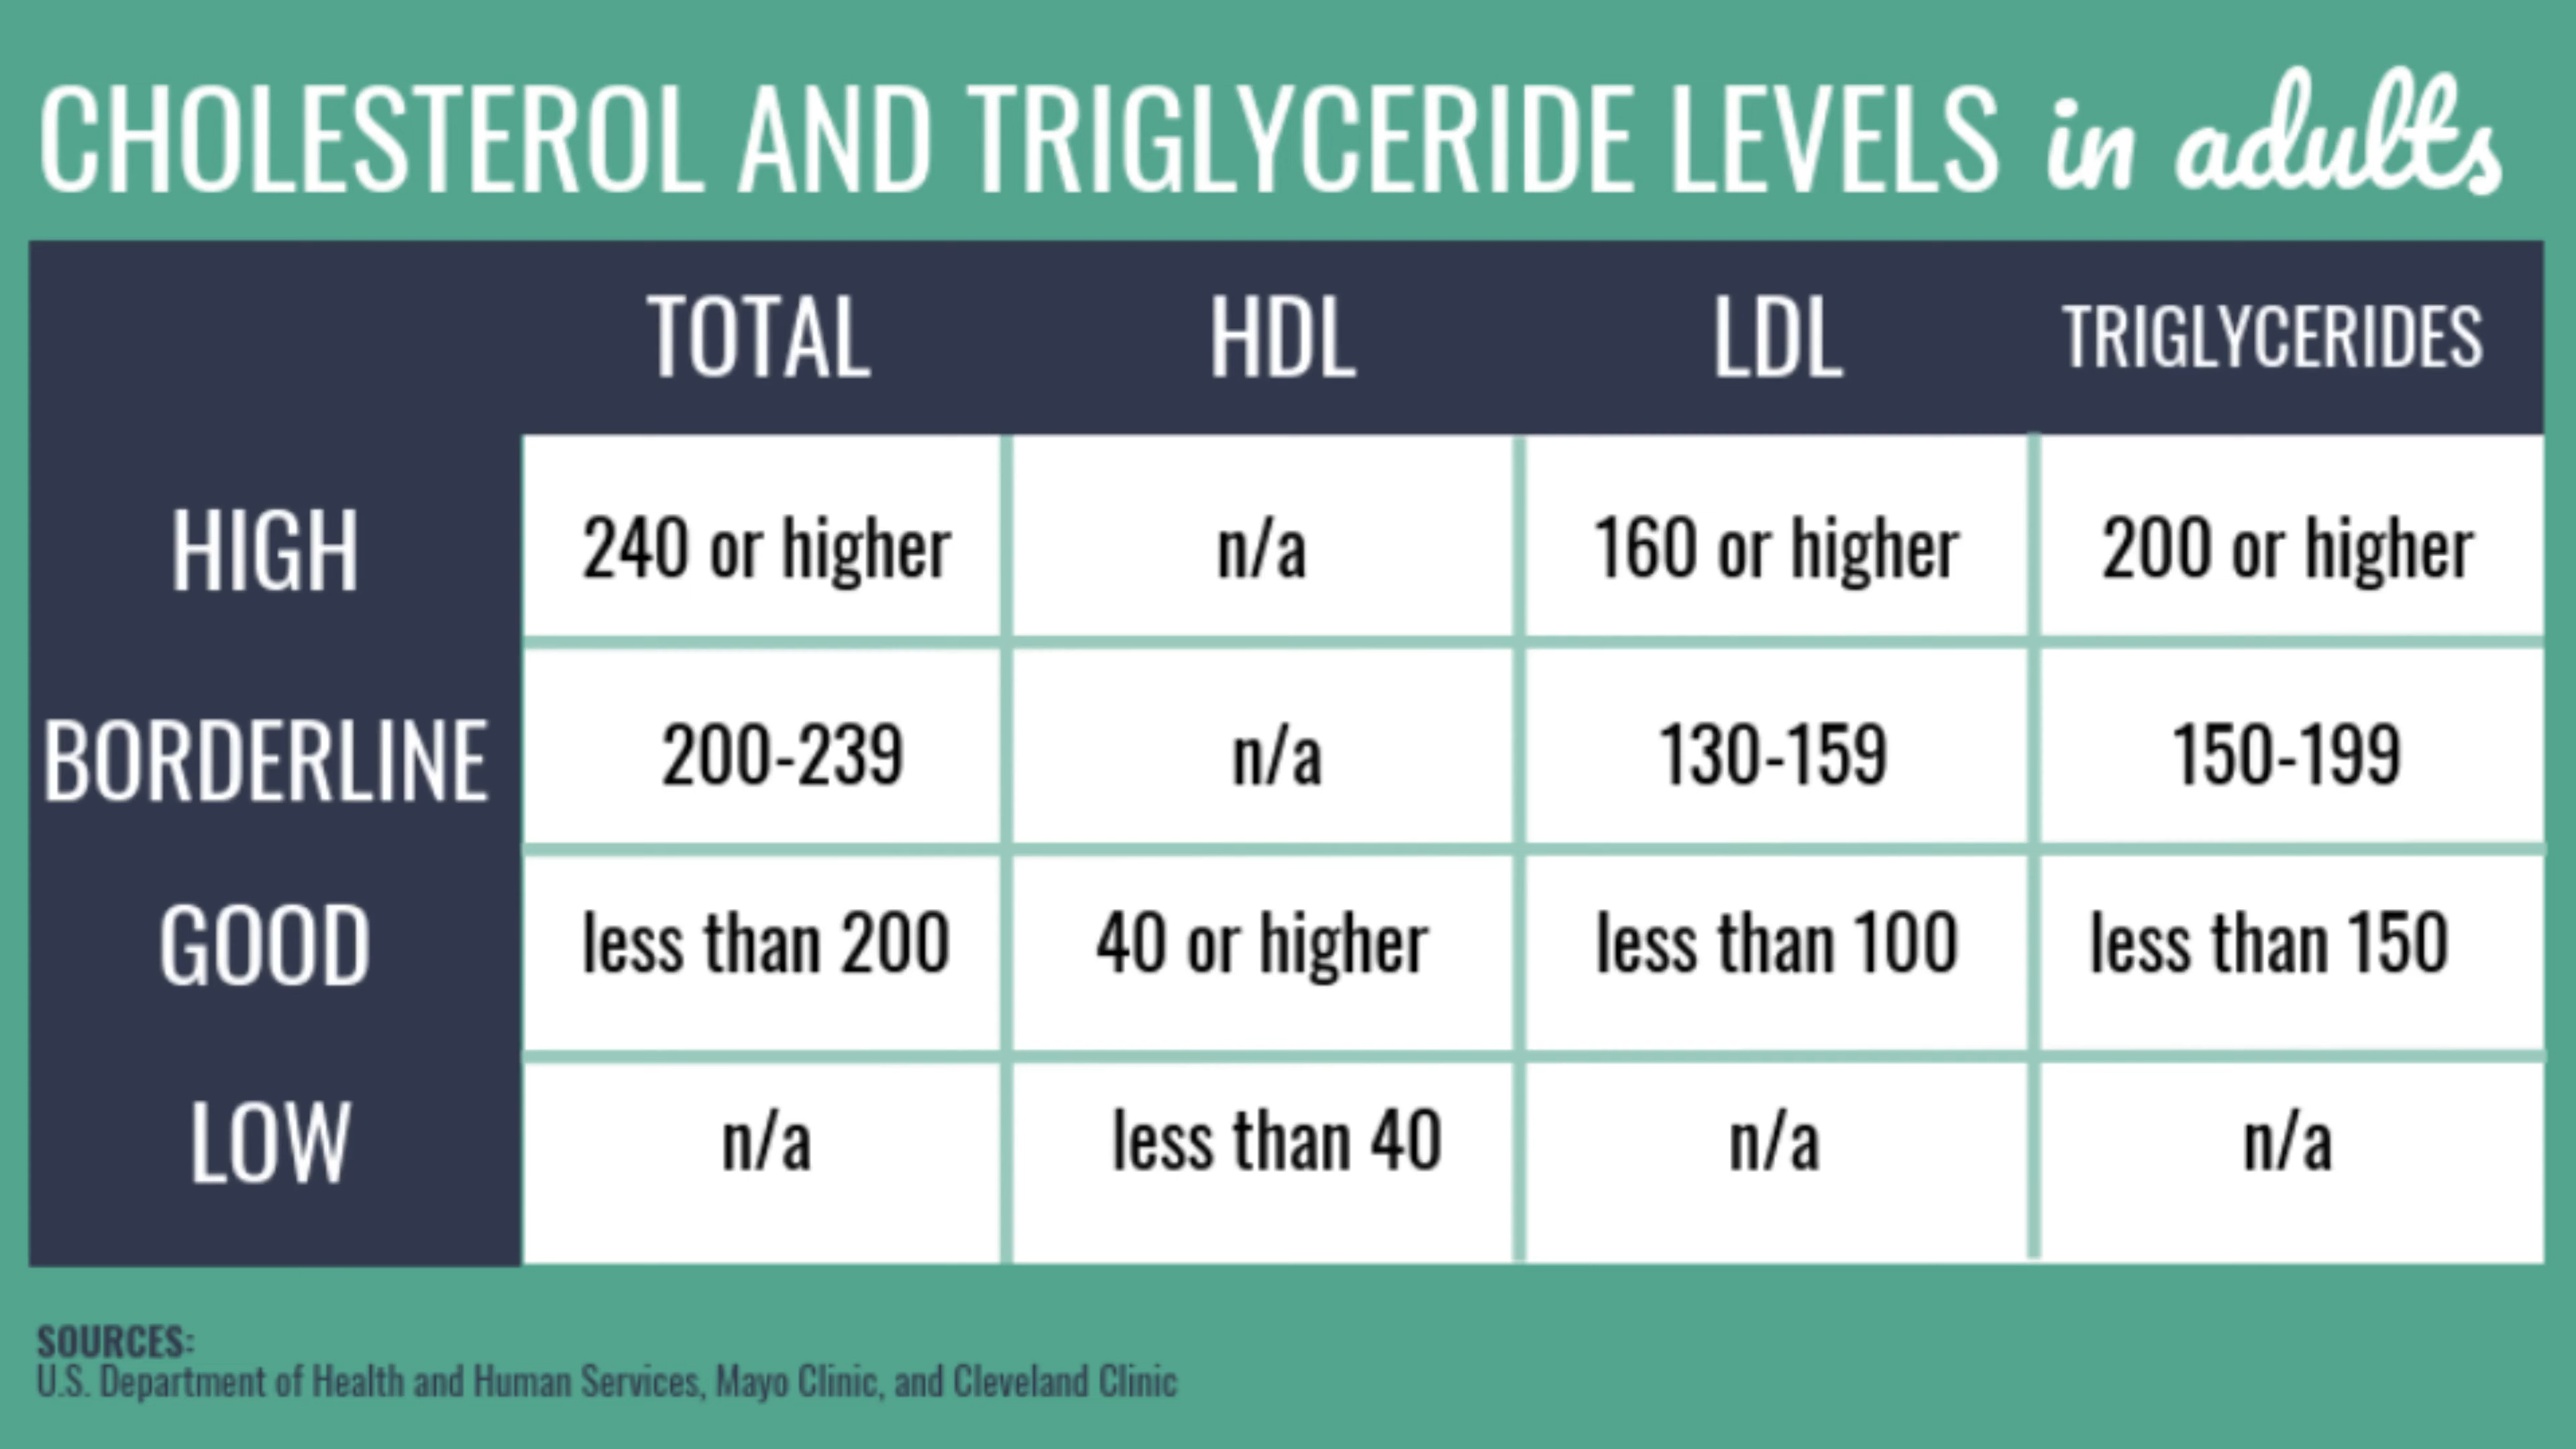 CHOLESTEROL AND TRIGLYCERIDE LEVELS in adults
TOTAL HDL LDL TRIGLYCERIDES
HIGH 240 or higher n/a 160 or higher 200 or higher
BORDERLINE 200-239 n/a 130-159 150-199
GOOD less than 200 40 or higher less than 100 less than 150
LOW n/a less than 40 n/a n/a
SOURCES:
U.S. Department of Health and Human Services, Mayo Clinic, and Cleveland Clinic